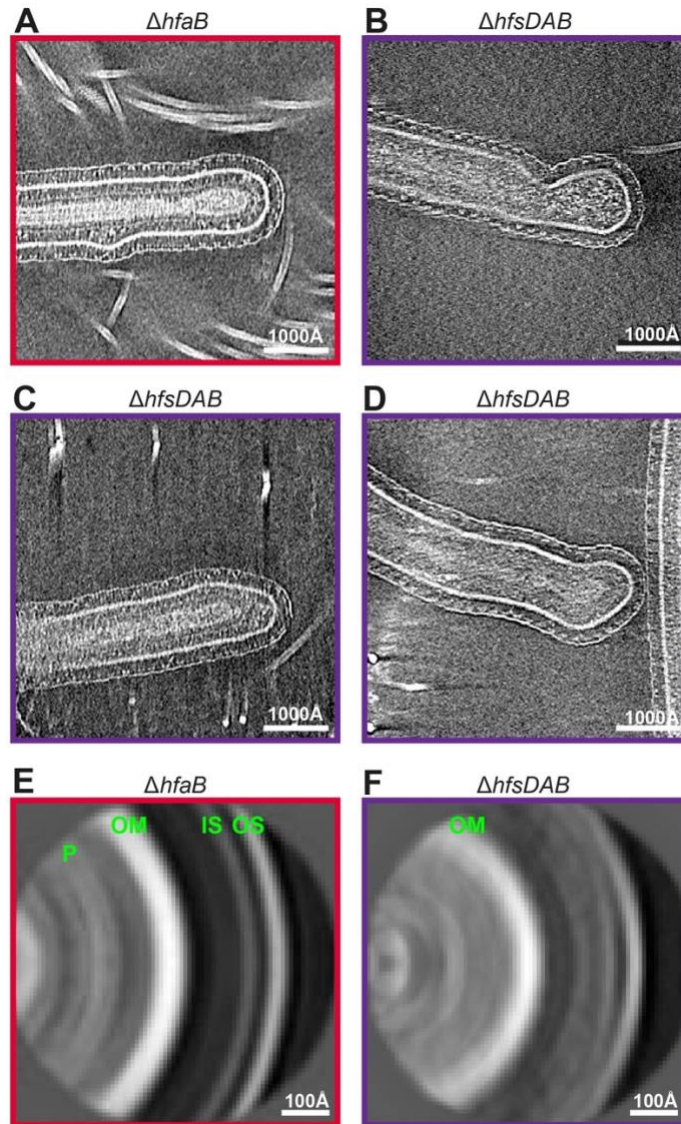 A ΔhfaB
B ΔhfsDAB
1000Å
1000Å
C ΔhfsDAB
D ΔhfsDAB
1000Å
1000Å
E ΔhfaB
F ΔhfsDAB
P OM IS OS
OM
100Å
100Å